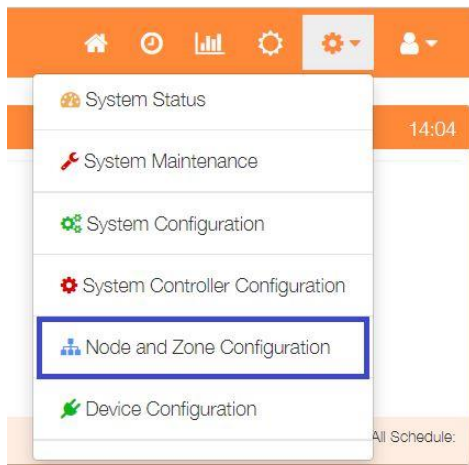 System Status
14:04
System Maintenance
System Configuration
System Controller Configuration
Node and Zone Configuration
Device Configuration
All Schedule: